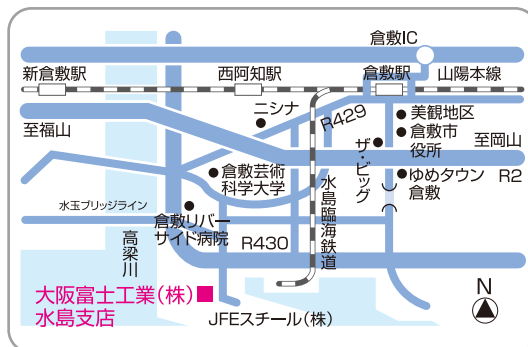 倉敷IC
新倉敷駅
西阿知駅
倉敷駅
山陽本線
ニシナ
R429
美観地区
倉敷市
役所
至福山
ザ・ビッグ
至岡山
倉敷芸術
科学大学
ゆめタウン
倉敷
R2
水玉ブリッジライン
倉敷リバー
サイド病院
水島臨海鉄道
高梁川
R430
大阪富士工業(株)
水島支店
JFEスチール(株)
N